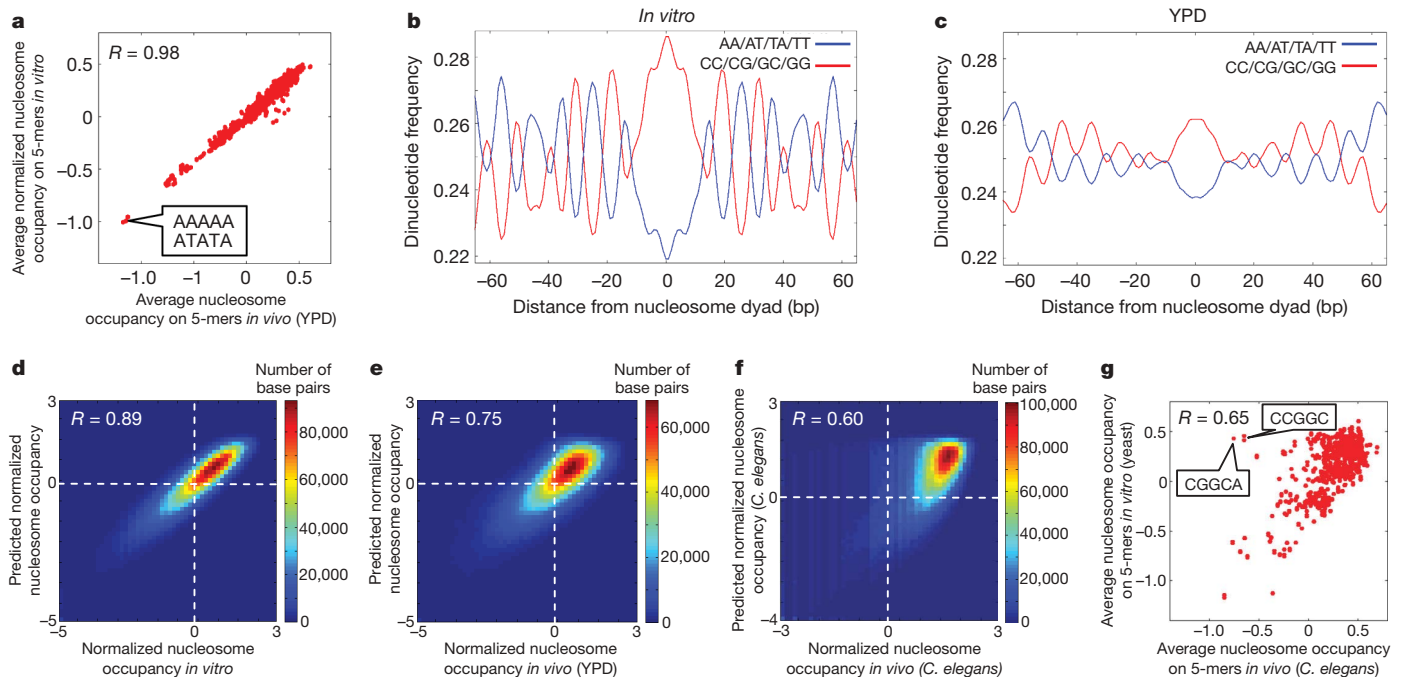 a
R = 0.98
Average normalized nucleosome
occupancy on 5-mers in vitro
0.5
0
−0.5
−1.0
AAAAA
ATATA
−1.0
−1
0
0.5
Average nucleosome
occupancy on 5-mers in vivo (YPD)
b
In vitro
AA/AT/TA/TT
CC/CG/GC/GG
Dinucleotide frequency
0.28
0.26
0.24
0.22
−60
−40
−20
0
20
40
60
Distance from nucleosome dyad (bp)
c
YPD
AA/AT/TA/TT
CC/CG/GC/GG
Dinucleotide frequency
0.28
0.26
0.24
0.22
−60
−40
−20
0
20
40
60
Distance from nucleosome dyad (bp)
d
Number of
base pairs
R = 0.89
Predicted normalized
nucleosome occupancy
3
0
−5
−5
0
3
80,000
60,000
40,000
20,000
0
Normalized nucleosome
occupancy in vitro
e
Number of
base pairs
R = 0.75
Predicted normalized
nucleosome occupancy
3
0
−5
−5
0
3
60,000
40,000
20,000
0
Normalized nucleosome
occupancy in vivo (YPD)
f
Number of
base pairs
R = 0.60
Predicted normalized nucleosome
occupancy (C. elegans)
3
0
−4
−3
0
3
100,000
80,000
60,000
40,000
20,000
0
Normalized nucleosome
occupancy in vivo (C. elegans)
g
R = 0.65
CCGGC
CGGCA
Average nucleosome occupancy
on 5-mers in vitro (yeast)
0.5
0
−0.5
−1.0
−1.0
−0.5
0
0.5
Average nucleosome occupancy
on 5-mers in vivo (C. elegans)